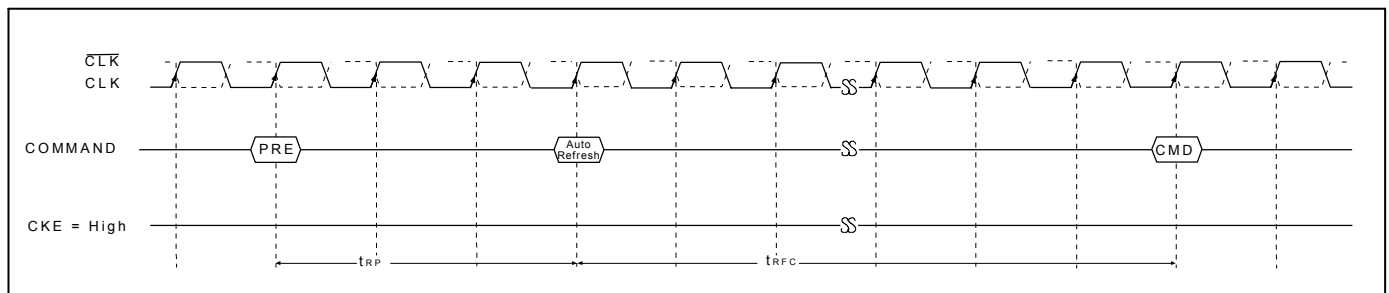 CLK
CLK
COMMAND
PRE
Auto
Refresh
CMD
CKE = High
tRP
tRFC